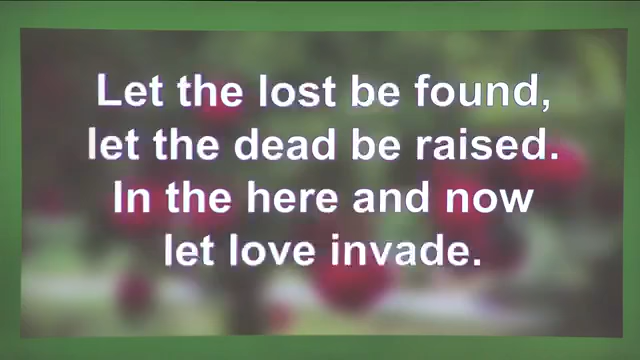 Let the lost be found,
let the dead be raised.
In the here and now
let love invade.